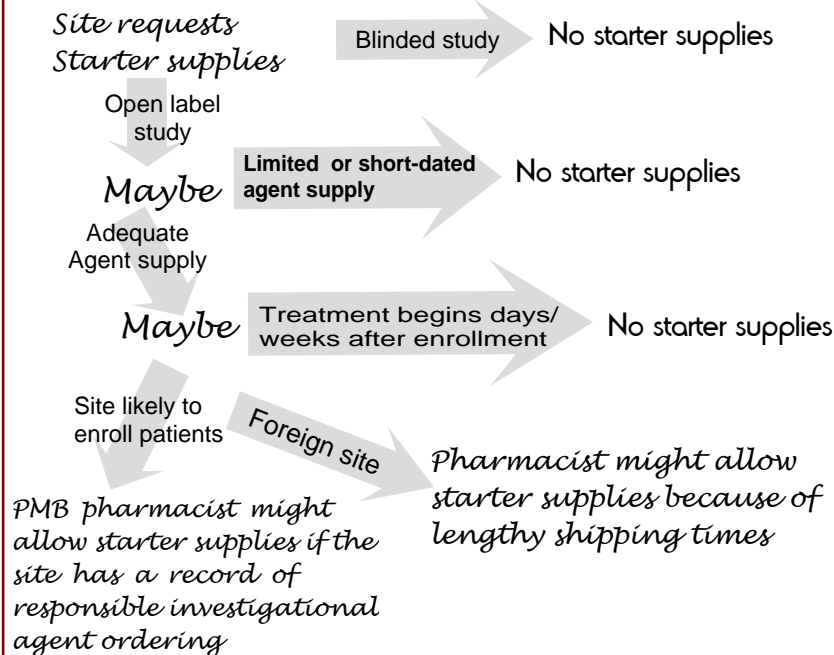 Site requests
Starter supplies
Blinded study
No starter supplies
Open label
study
Maybe
Limited or short-dated
agent supply
No starter supplies
Adequate
Agent supply
Maybe
Treatment begins days/
weeks after enrollment
No starter supplies
Site likely to
enroll patients
Foreign site
Pharmacist might allow
starter supplies because of
lengthy shipping times
PMB pharmacist might
allow starter supplies if the
site has a record of
responsible investigational
agent ordering